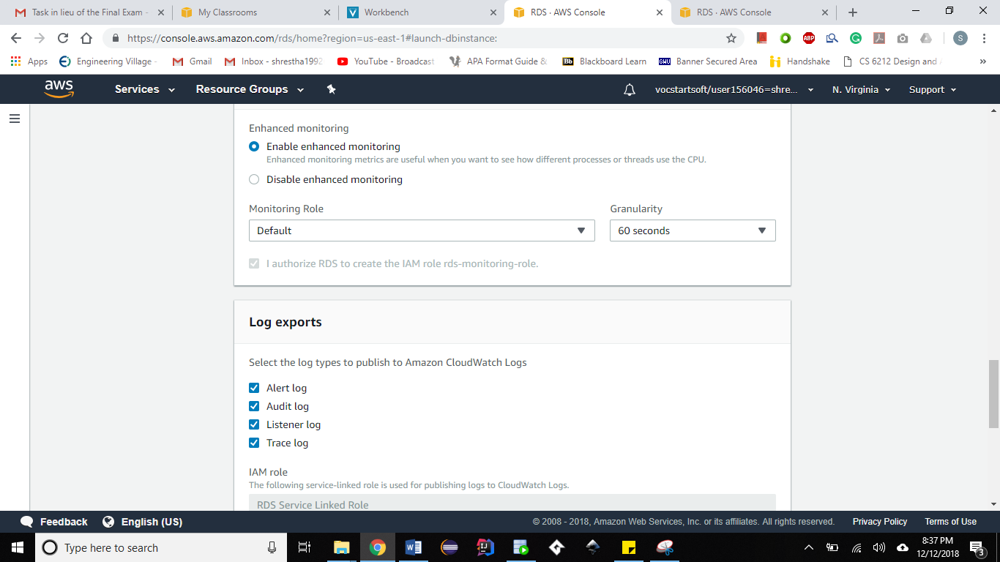 Task in lieu of the Final Exam -
My Classrooms
Workbench
RDS · AWS Console
RDS · AWS Console
https://console.aws.amazon.com/rds/home?region=us-east-1#launch-dbinstance:
ABP
S
Apps
Engineering Village -
Gmail
Inbox - shrestha1992
YouTube - Broadcast
APA Format Guide &
Bb Blackboard Learn
GWU Banner Secured Area
Handshake
CS 6212 Design and
»
aws
Services
Resource Groups
vocstartsoft/user156046=shre...
N. Virginia
Support
Enhanced monitoring
Enable enhanced monitoring
Enhanced monitoring metrics are useful when you want to see how different processes or threads use the CPU.
Disable enhanced monitoring
Monitoring Role
Granularity
Default
60 seconds
I authorize RDS to create the IAM role rds-monitoring-role.
Log exports
Select the log types to publish to Amazon CloudWatch Logs
Alert log
Audit log
Listener log
Trace log
IAM role
The following service-linked role is used for publishing logs to CloudWatch Logs.
RDS Service Linked Role
Feedback
English (US)
© 2008 - 2018, Amazon Web Services, Inc. or its affiliates. All rights reserved.
Privacy Policy
Terms of Use
Type here to search
8:37 PM
12/12/2018
3